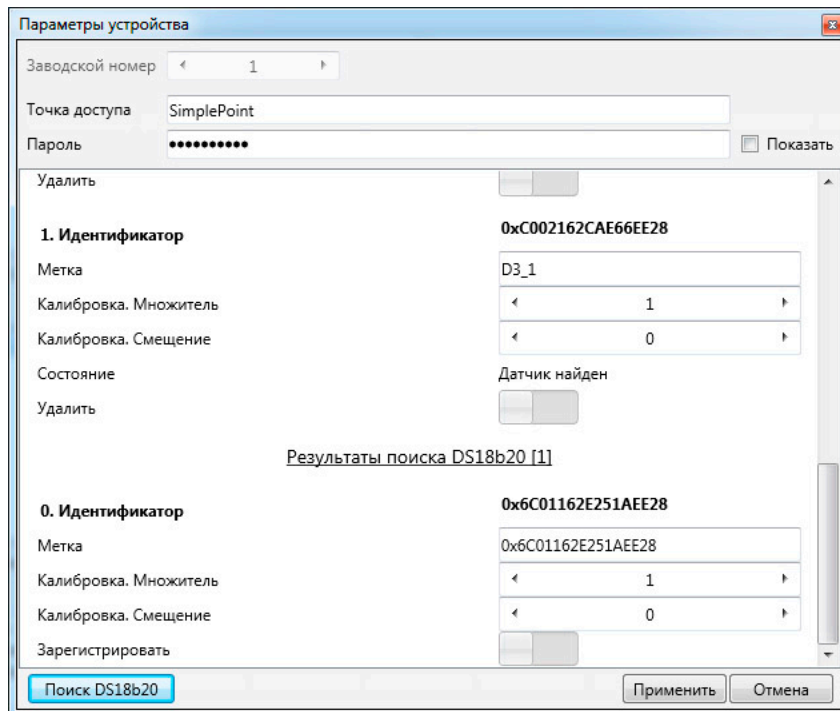 Параметры устройства
Заводской номер 1
Точка доступа SimplePoint
Пароль •••••••••• Показать
Удалить
1. Идентификатор 0xC002162CAE66EE28
Метка D3_1
Калибровка. Множитель 1
Калибровка. Смещение 0
Состояние Датчик найден
Удалить
Результаты поиска DS18b20 [1]
0. Идентификатор 0x6C01162E251AEE28
Метка 0x6C01162E251AEE28
Калибровка. Множитель 1
Калибровка. Смещение 0
Зарегистрировать
Поиск DS18b20 Применить Отмена